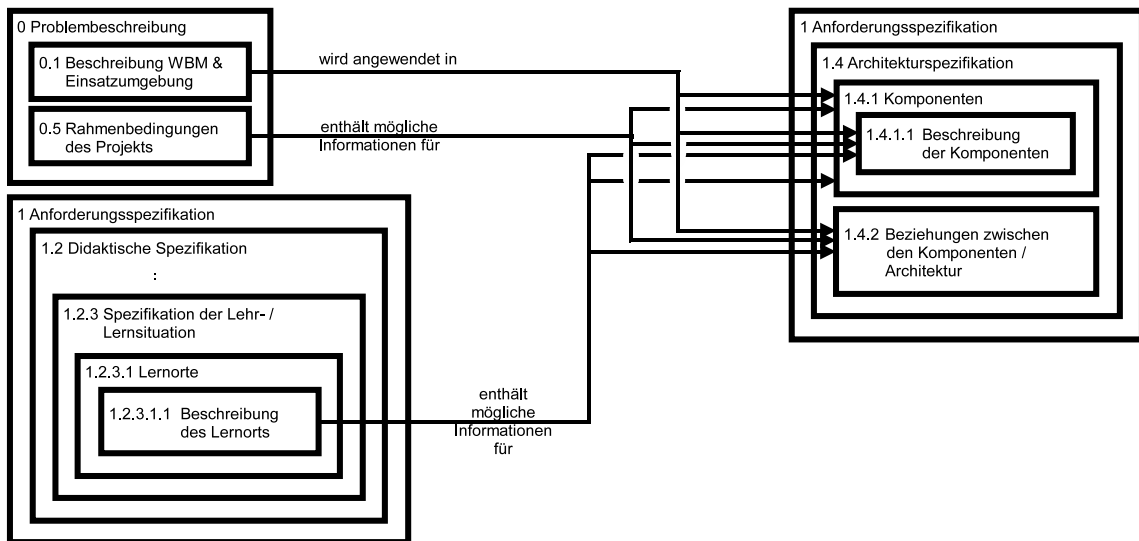 0 Problembeschreibung
0.1 Beschreibung WBM &
Einsatzumgebung
0.5 Rahmenbedingungen
des Projekts
wird angewendet in
enthält mögliche
Informationen für
1 Anforderungsspezifikation
1.2 Didaktische Spezifikation
:
1.2.3 Spezifikation der Lehr- /
Lernsituation
1.2.3.1 Lernorte
1.2.3.1.1 Beschreibung
des Lernorts
enthält
mögliche
Informationen
für
1 Anforderungsspezifikation
1.4 Architekturspezifikation
1.4.1 Komponenten
1.4.1.1 Beschreibung
der Komponenten
1.4.2 Beziehungen zwischen
den Komponenten /
Architektur